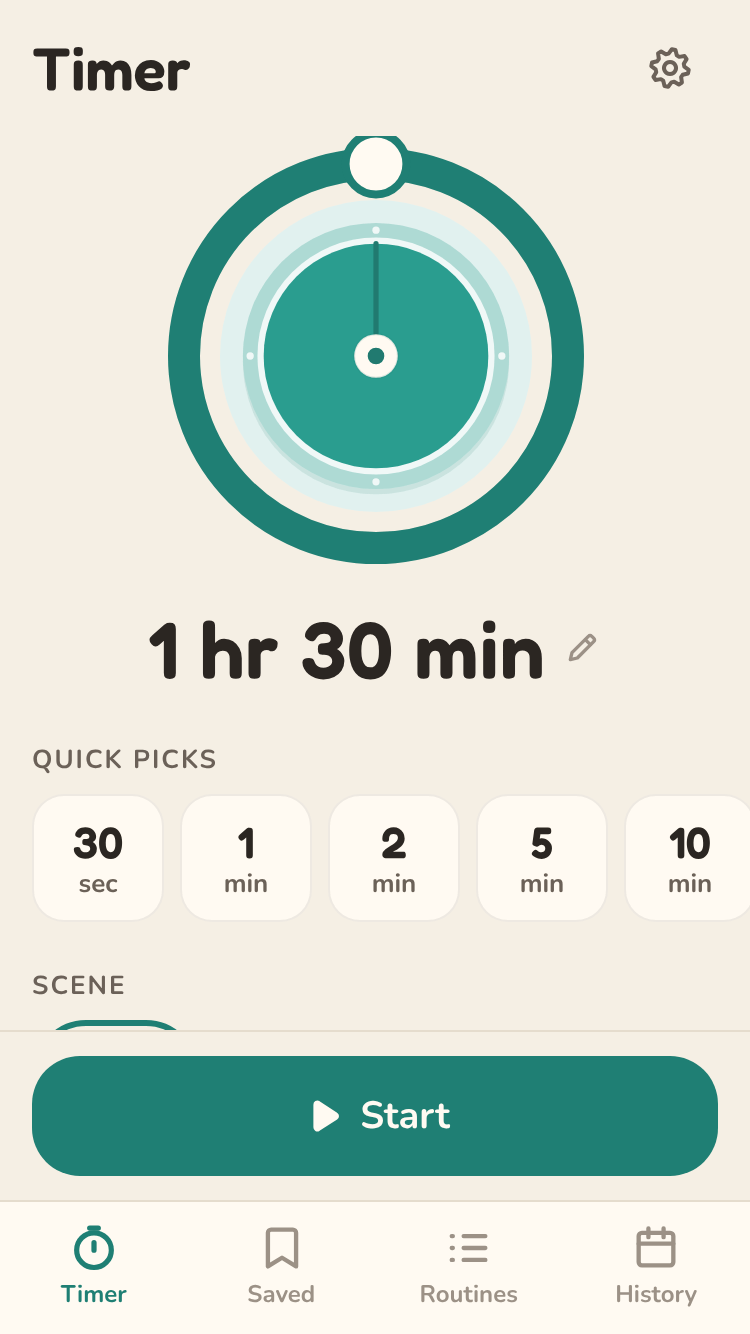 Timer
1 hr 30 min
QUICK PICKS
30 1 2 5 10
sec min min min min
SCENE
Start
Timer Saved Routines History